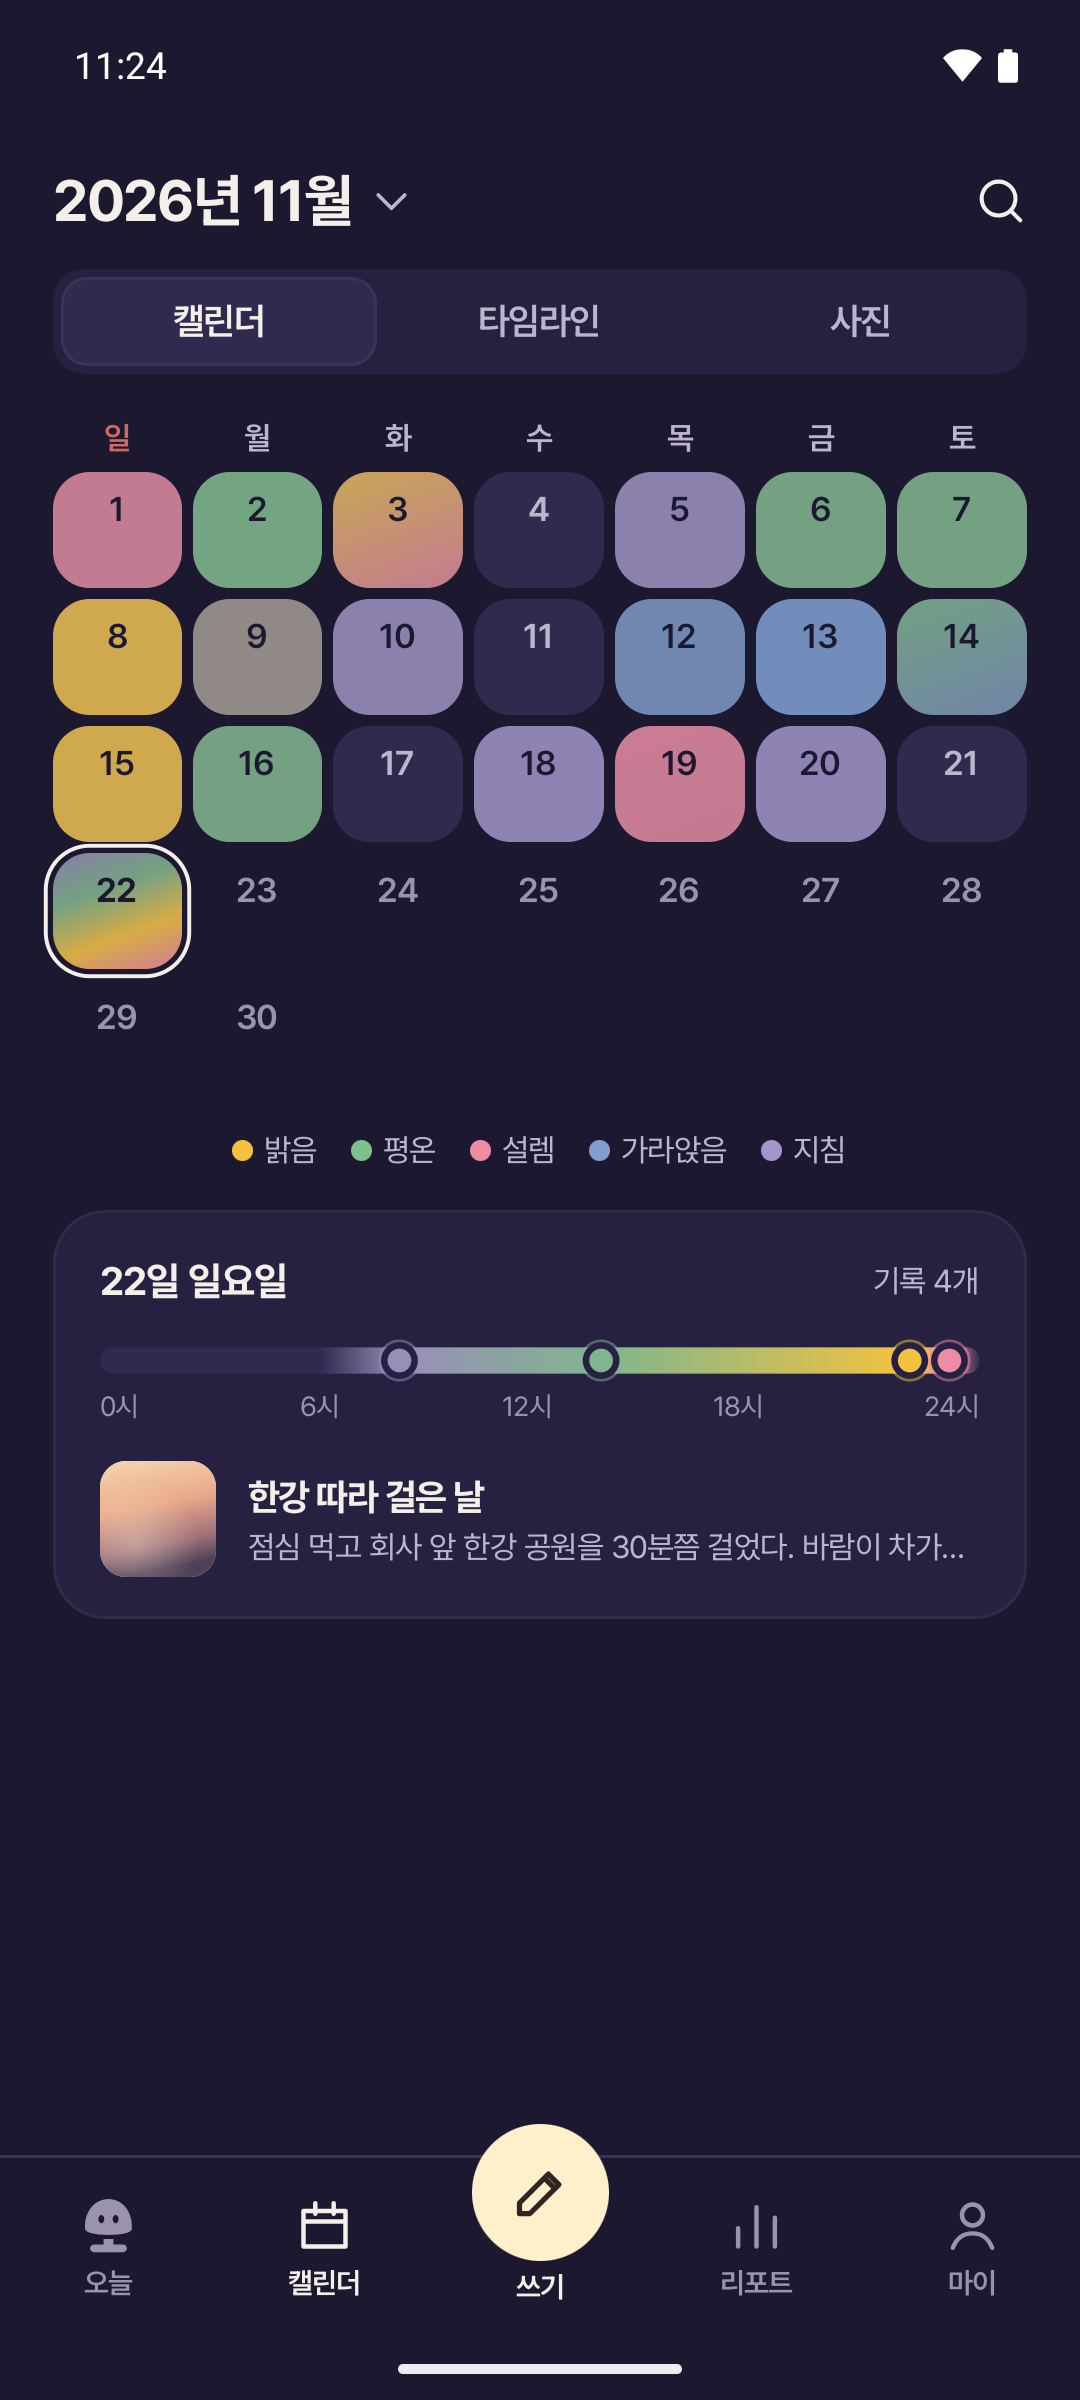 11:24
2026년 11월
캘린더 타임라인 사진
일 월 화 수 목 금 토
1 2 3 4 5 6 7
8 9 10 11 12 13 14
15 16 17 18 19 20 21
22 23 24 25 26 27 28
29 30
밝음 평온 설렘 가라앉음 지침
22일 일요일 기록 4개
0시 6시 12시 18시 24시
한강 따라 걸은 날
점심 먹고 회사 앞 한강 공원을 30분쯤 걸었다. 바람이 차가...
오늘 캘린더 쓰기 리포트 마이